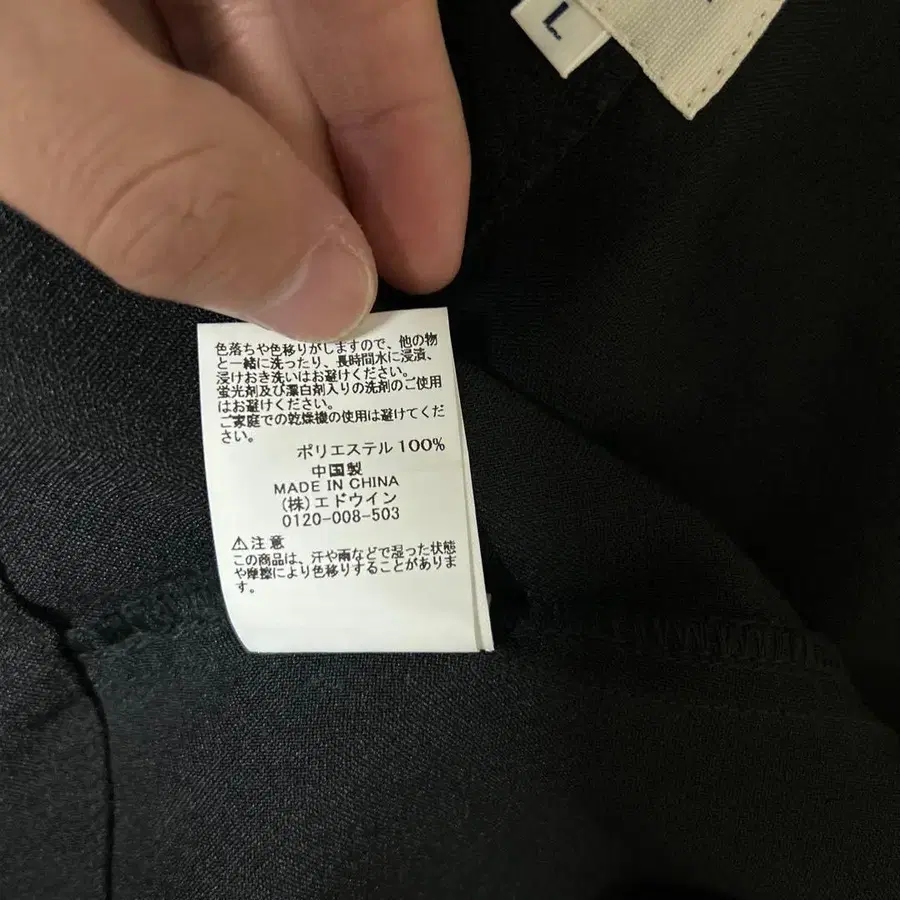 L
色落ちや色移りがしますので、他の物
と一緒に洗ったり、長時間水に浸漬、
浸けおき洗いはお避けください。
蛍光剤及び漂白剤入りの洗剤のご使用
はお避けください。
ご家庭での乾燥機の使用は避けてくだ
さい。
ポリエステル 100%
中国製
MADE IN CHINA
(株)エドウイン
0120-008-503
⚠注意
この商品は、汗や雨などで湿った状態
や摩擦により色移りすることがありま
す。